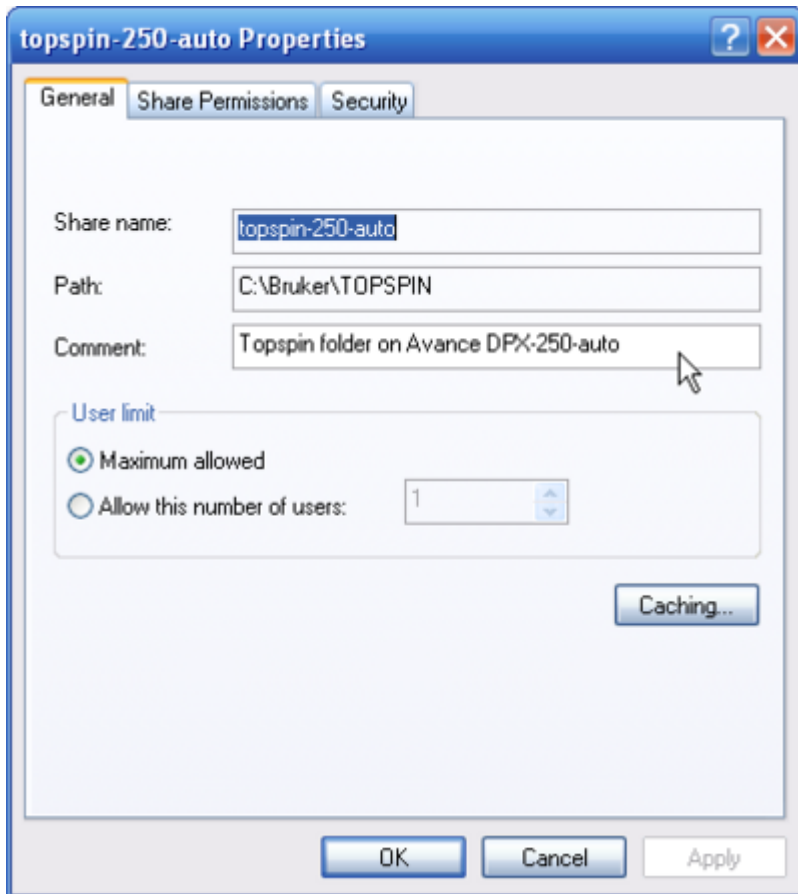 topspin-250-auto Properties
General Share Permissions Security
Share name: topspin-250-auto
Path: C:\Bruker\TOPSPIN
Comment: Topspin folder on Avance DPX-250-auto
User limit
Maximum allowed
Allow this number of users: 1
Caching...
OK Cancel Apply